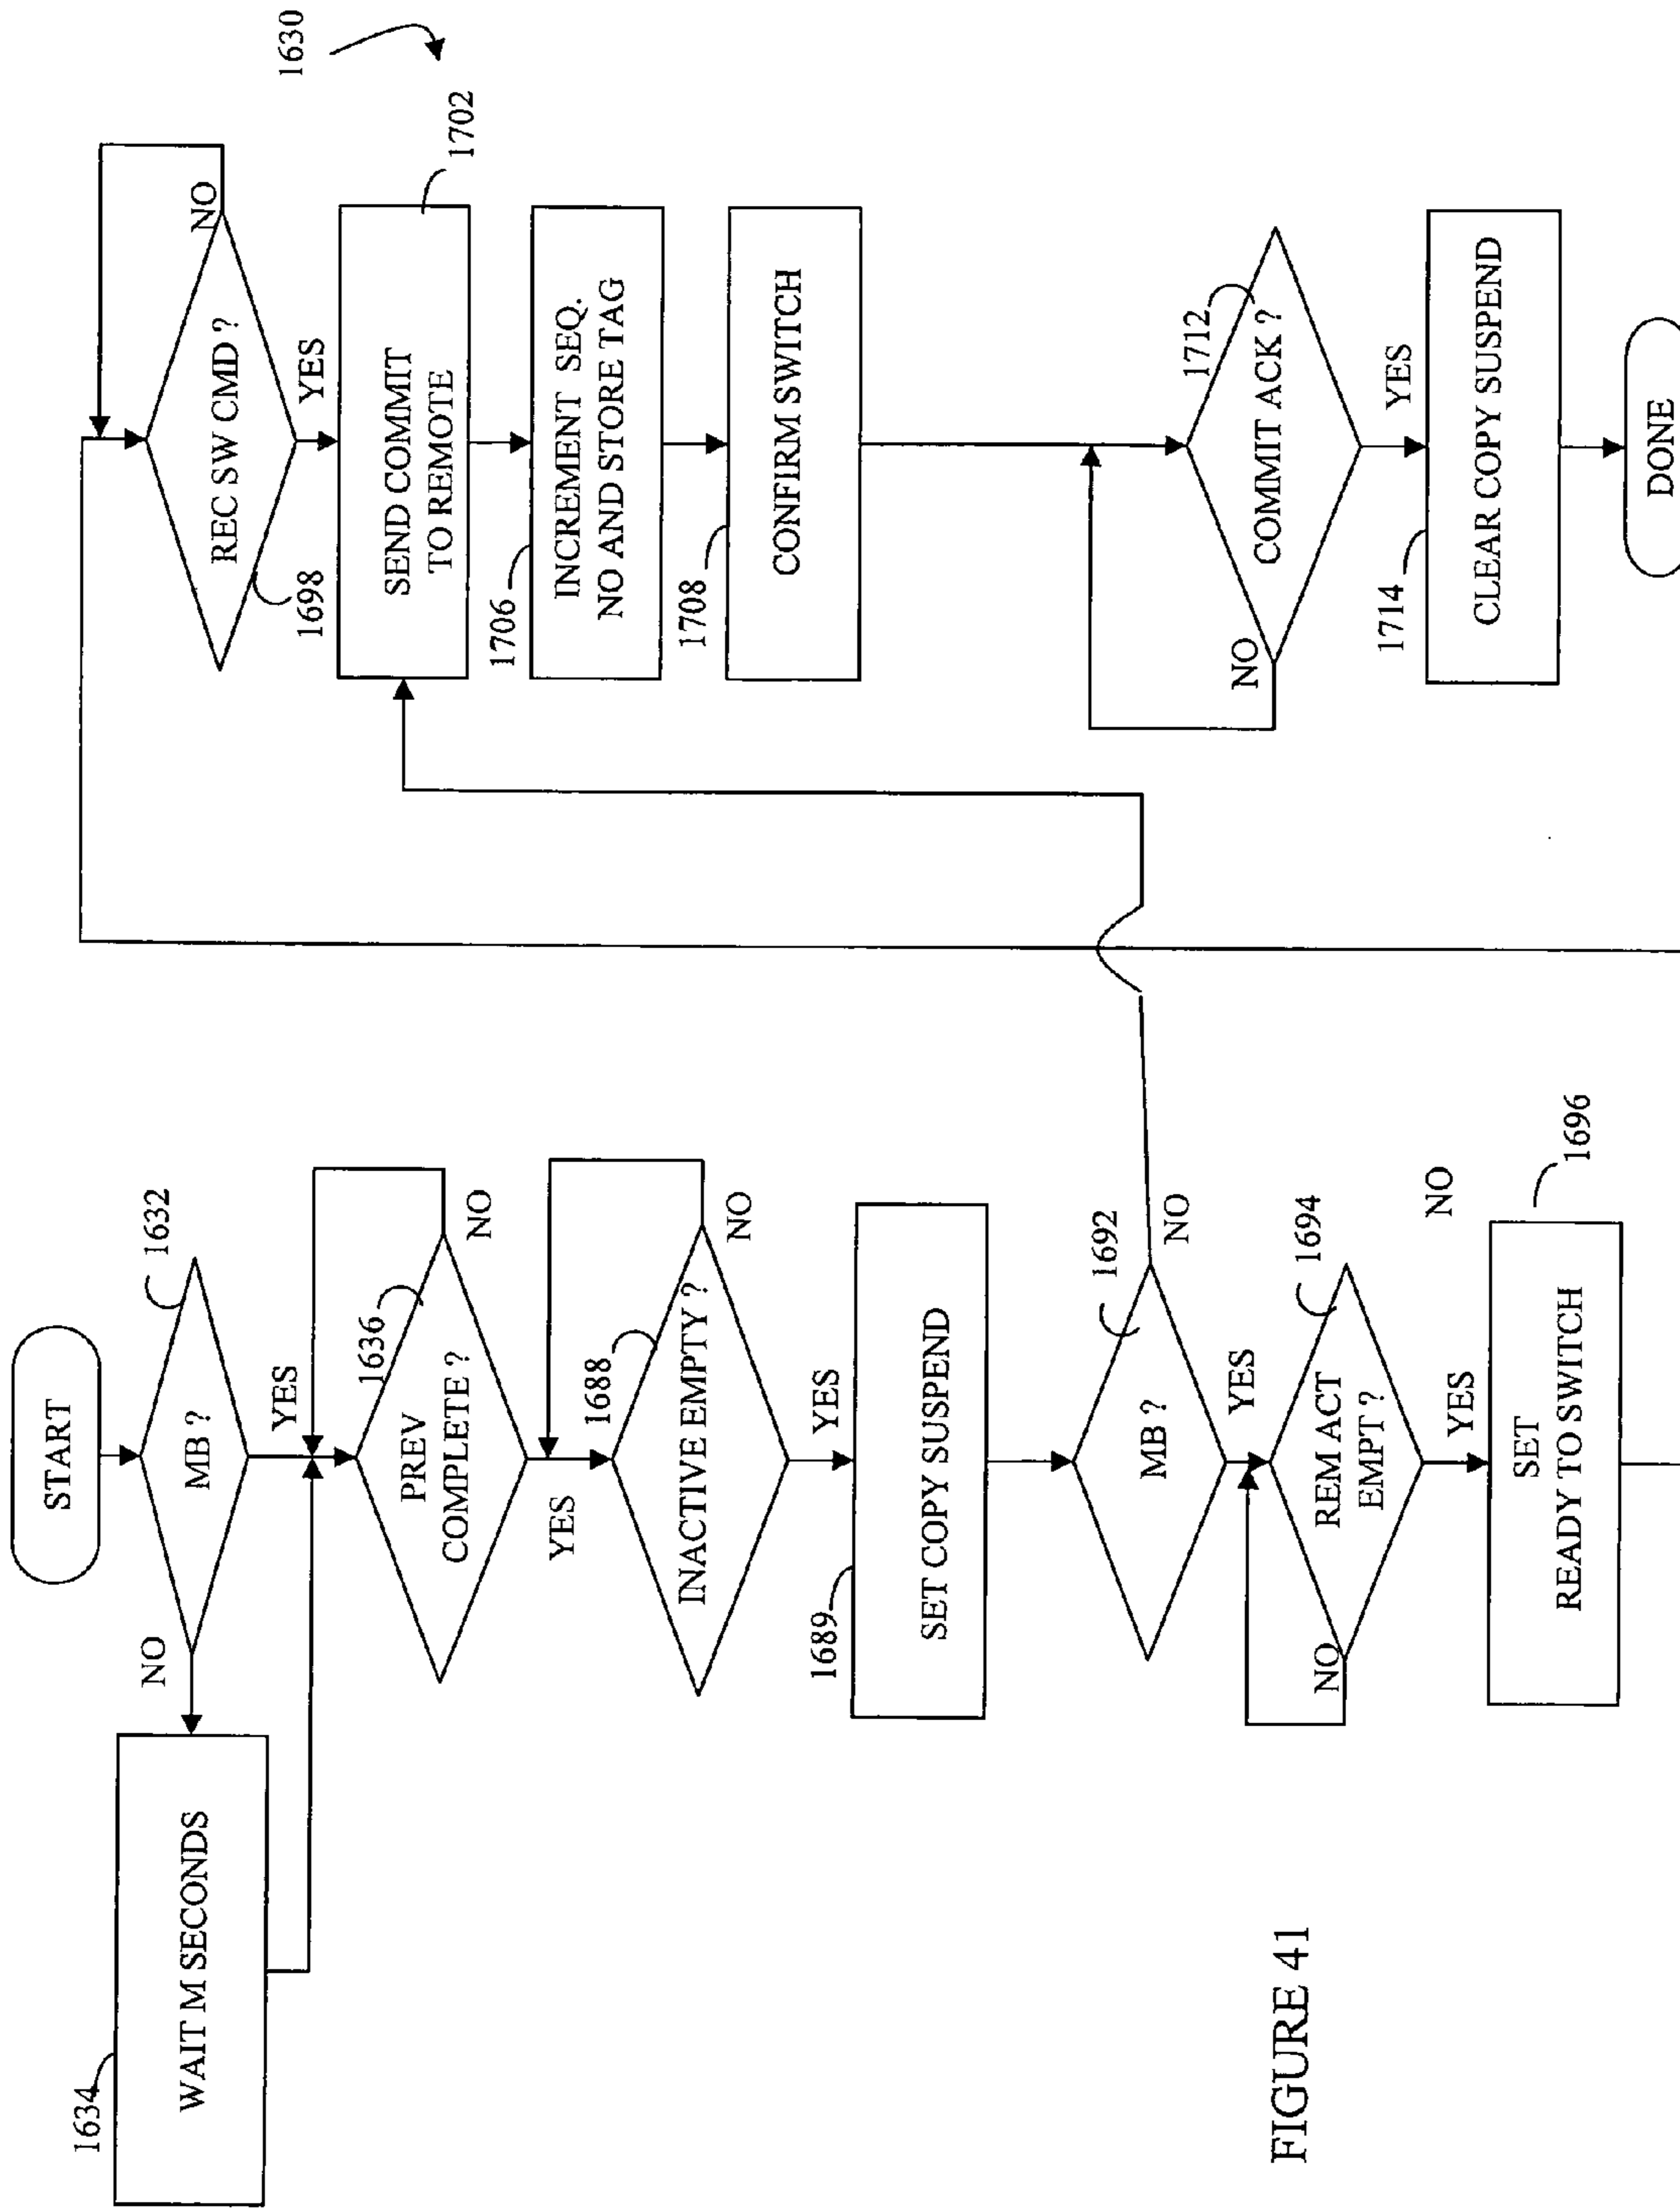 START
1632
MB ?
NO
YES
1634
WAIT M SECONDS
1636
PREV
COMPLETE ?
NO
YES
1688
INACTIVE EMPTY ?
NO
YES
1689
SET COPY SUSPEND
1692
MB ?
NO
YES
1694
REM ACT
EMPT ?
NO
NO
YES
1696
SET
READY TO SWITCH
1630
REC SW CMD ?
NO
1698
YES
1702
SEND COMMIT
TO REMOTE
1706
INCREMENT SEQ.
NO AND STORE TAG
1708
CONFIRM SWITCH
1712
COMMIT ACK ?
NO
YES
1714
CLEAR COPY SUSPEND
DONE
FIGURE 41